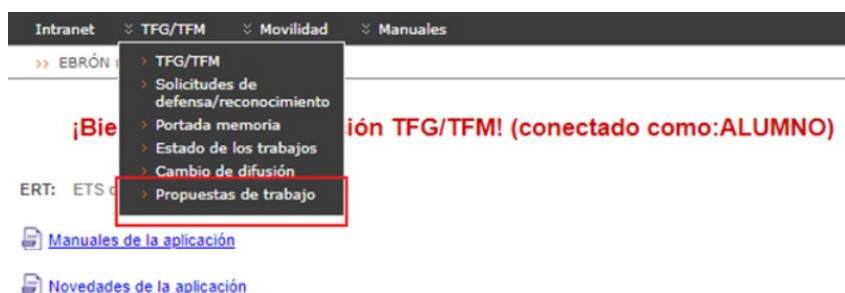 Intranet TFG/TFM Movilidad Manuales
>> EBRÓN
> TFG/TFM
> Solicitudes de
defensa/reconocimiento
> Portada memoria
> Estado de los trabajos
> Cambio de difusión
> Propuestas de trabajo
¡Bie ión TFG/TFM! (conectado como:ALUMNO)
ERT: ETS
Manuales de la aplicación
Novedades de la aplicación